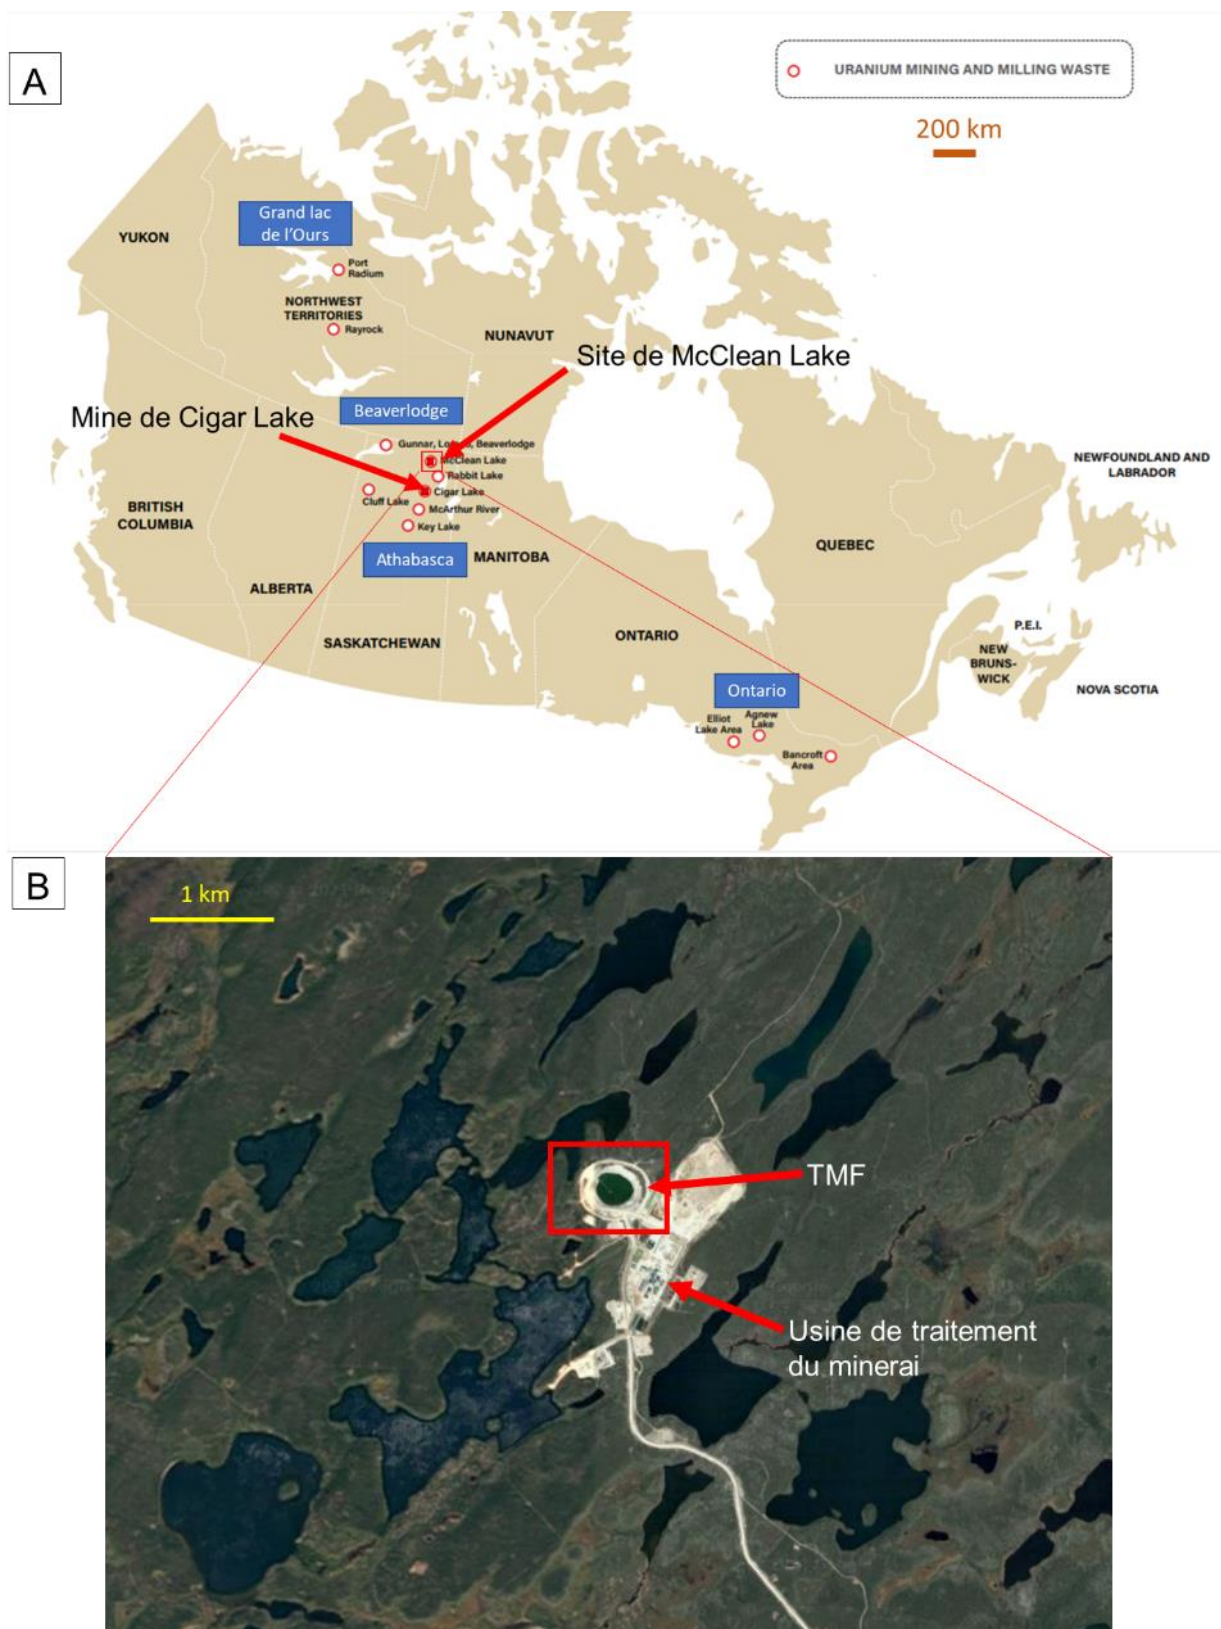 A
URANIUM MINING AND MILLING WASTE
200 km
Grand lac
de l'Ours
YUKON
Port
Radium
NORTHWEST
TERRITORIES
Rayrock
NUNAVUT
Site de McClean Lake
Beaverlodge
Mine de Cigar Lake
Gunnar, Lorado, Beaverlodge
McClean Lake
Rabbit Lake
Cigar Lake
Cluff Lake
McArthur River
Key Lake
NEWFOUNDLAND AND
LABRADOR
BRITISH
COLUMBIA
QUEBEC
Athabasca
MANITOBA
ALBERTA
SASKATCHEWAN
ONTARIO
P.E.I.
NEW
BRUNS-
WICK
NOVA SCOTIA
Ontario
Elliot
Lake Area
Agnew
Lake
Bancroft
Area
B
1 km
TMF
Usine de traitement
du minerai